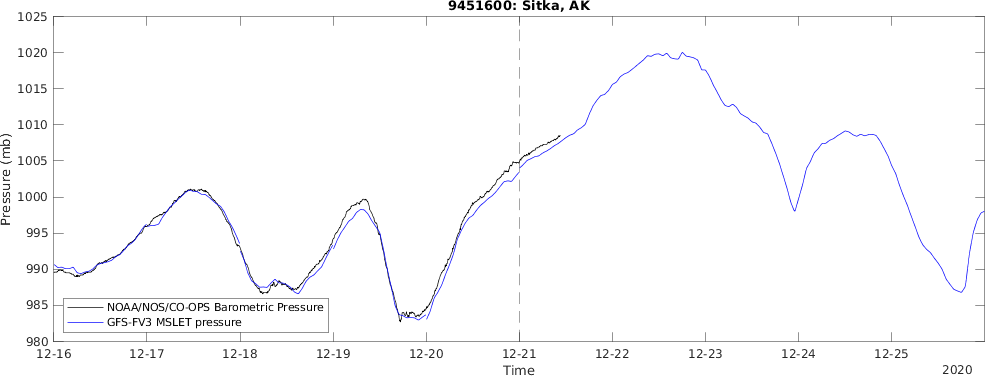 9451600: Sitka, AK
1025
1020
1015
1010
1005
1000
995
990
985
980
Pressure (mb)
NOAA/NOS/CO-OPS Barometric Pressure
GFS-FV3 MSLET pressure
12-16 12-17 12-18 12-19 12-20 12-21 12-22 12-23 12-24 12-25
Time
2020